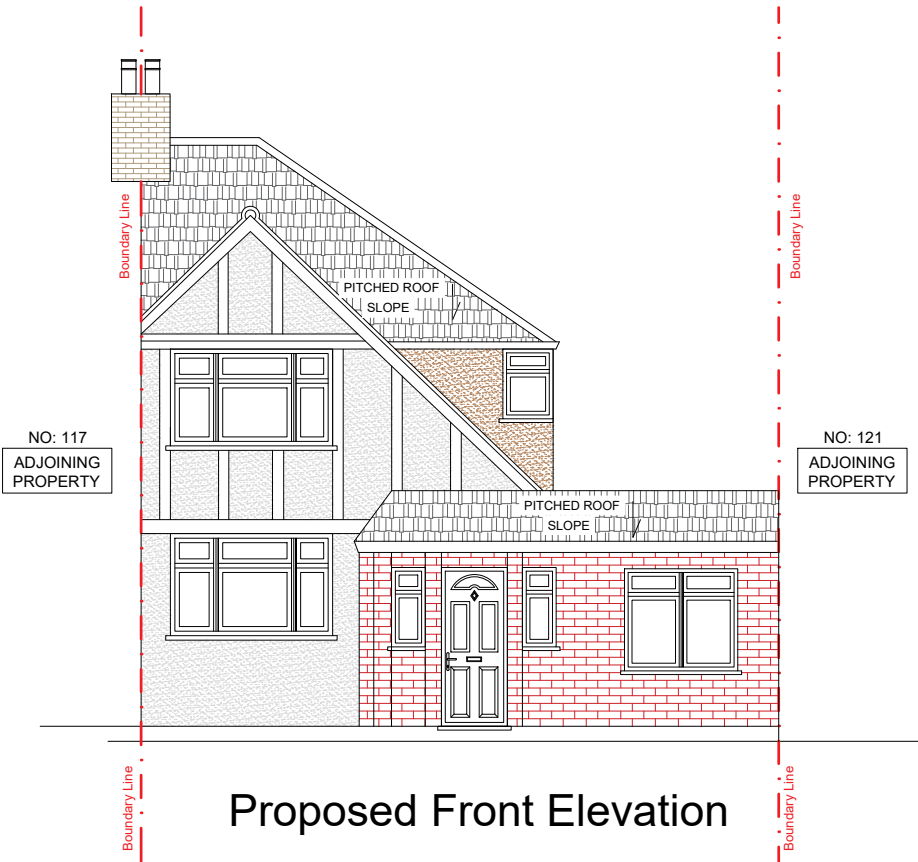 Boundary Line
Boundary Line
PITCHED ROOF
SLOPE
NO: 117
ADJOINING
PROPERTY
NO: 121
ADJOINING
PROPERTY
PITCHED ROOF
SLOPE
Boundary Line
Boundary Line
Proposed Front Elevation